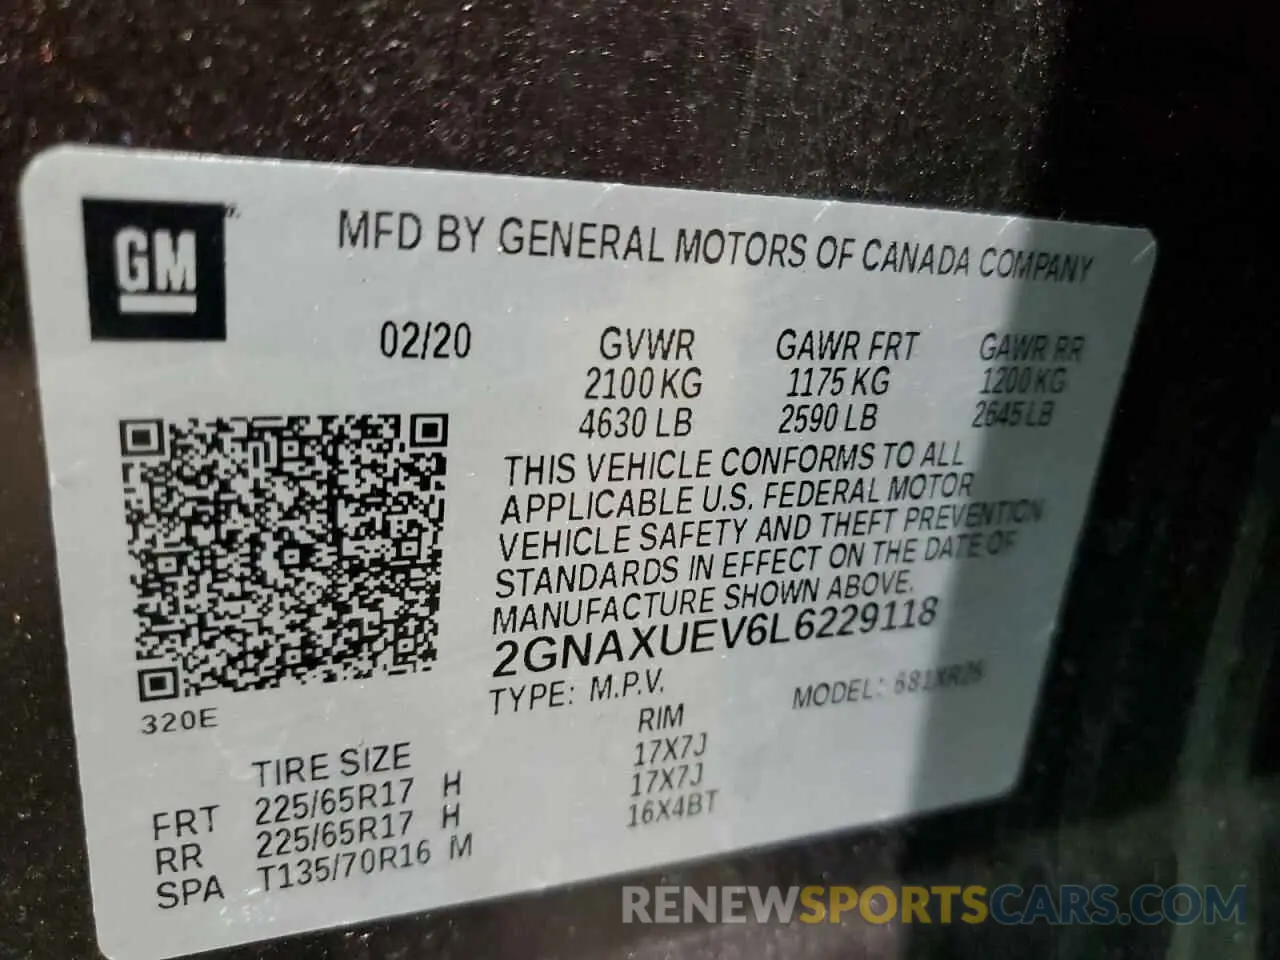 GM
MFD BY GENERAL MOTORS OF CANADA COMPANY
02/20 GVWR GAWR FRT GAWR RR
2100 KG 1175 KG 1200 KG
4630 LB 2590 LB 2645 LB
THIS VEHICLE CONFORMS TO ALL
APPLICABLE U.S. FEDERAL MOTOR
VEHICLE SAFETY AND THEFT PREVENTION
STANDARDS IN EFFECT ON THE DATE OF
MANUFACTURE SHOWN ABOVE.
2GNAXUEV6L6229118
TYPE: M.P.V. MODEL:
320E
TIRE SIZE RIM
FRT 225/65R17 H 17X7J
RR 225/65R17 H 17X7J
SPA T135/70R16 M 16X4BT
RENEWSPORTSCARS.COM